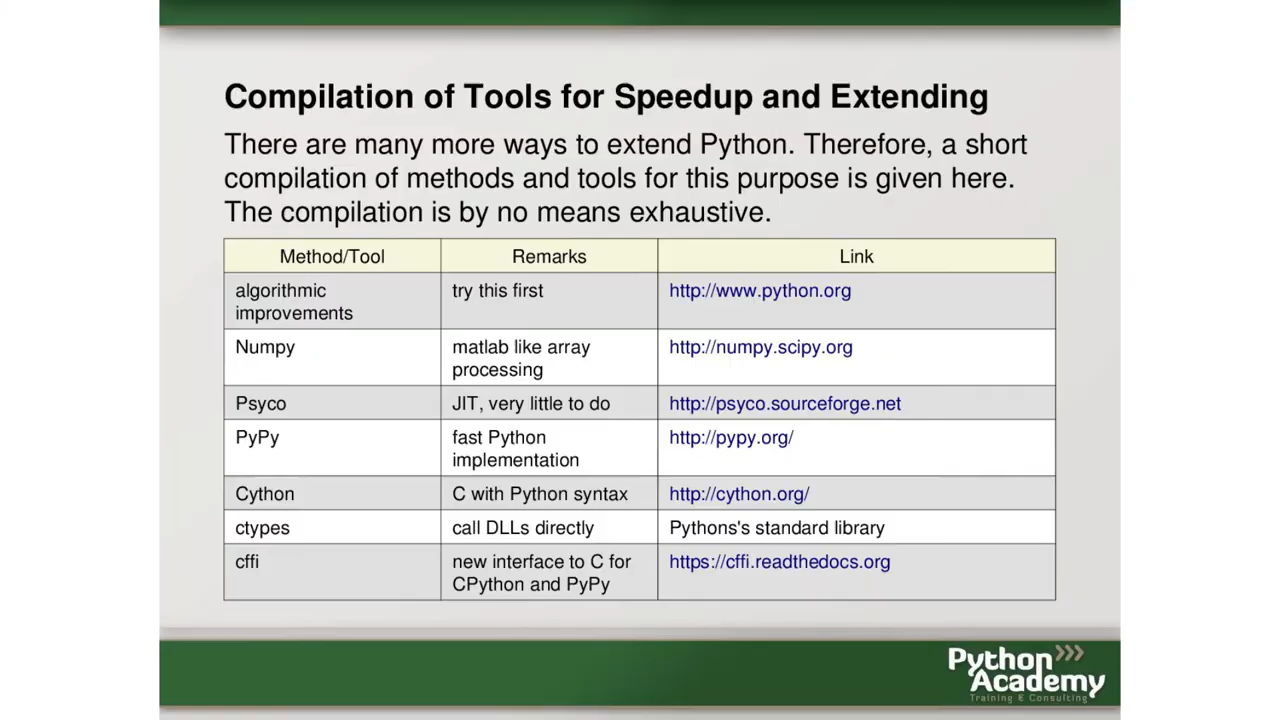 Compilation of Tools for Speedup and Extending
There are many more ways to extend Python. Therefore, a short
compilation of methods and tools for this purpose is given here.
The compilation is by no means exhaustive.
Method/Tool Remarks Link
algorithmic improvements try this first http://www.python.org
Numpy matlab like array processing http://numpy.scipy.org
Psyco JIT, very little to do http://psyco.sourceforge.net
PyPy fast Python implementation http://pypy.org/
Cython C with Python syntax http://cython.org/
ctypes call DLLs directly Pythons's standard library
cffi new interface to C for CPython and PyPy https://cffi.readthedocs.org
Python
Academy
Training & Consulting